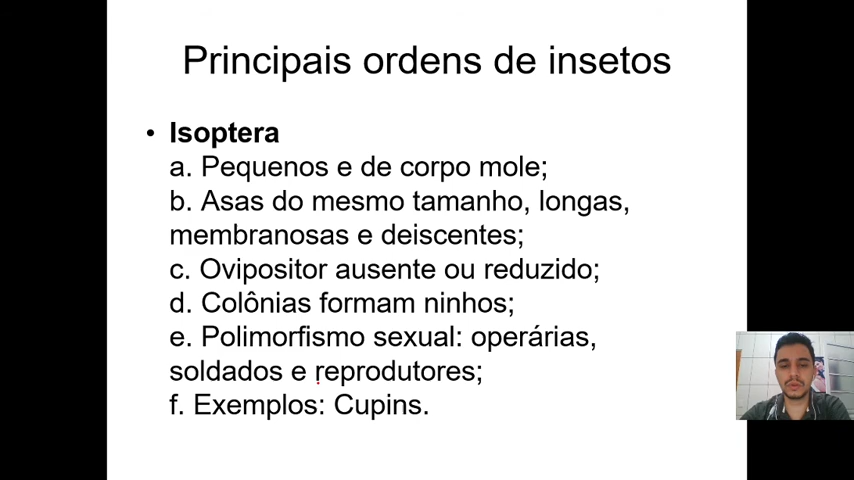 Principais ordens de insetos
• Isoptera
a. Pequenos e de corpo mole;
b. Asas do mesmo tamanho, longas,
membranosas e deiscentes;
c. Ovipositor ausente ou reduzido;
d. Colônias formam ninhos;
e. Polimorfismo sexual: operárias,
soldados e reprodutores;
f. Exemplos: Cupins.